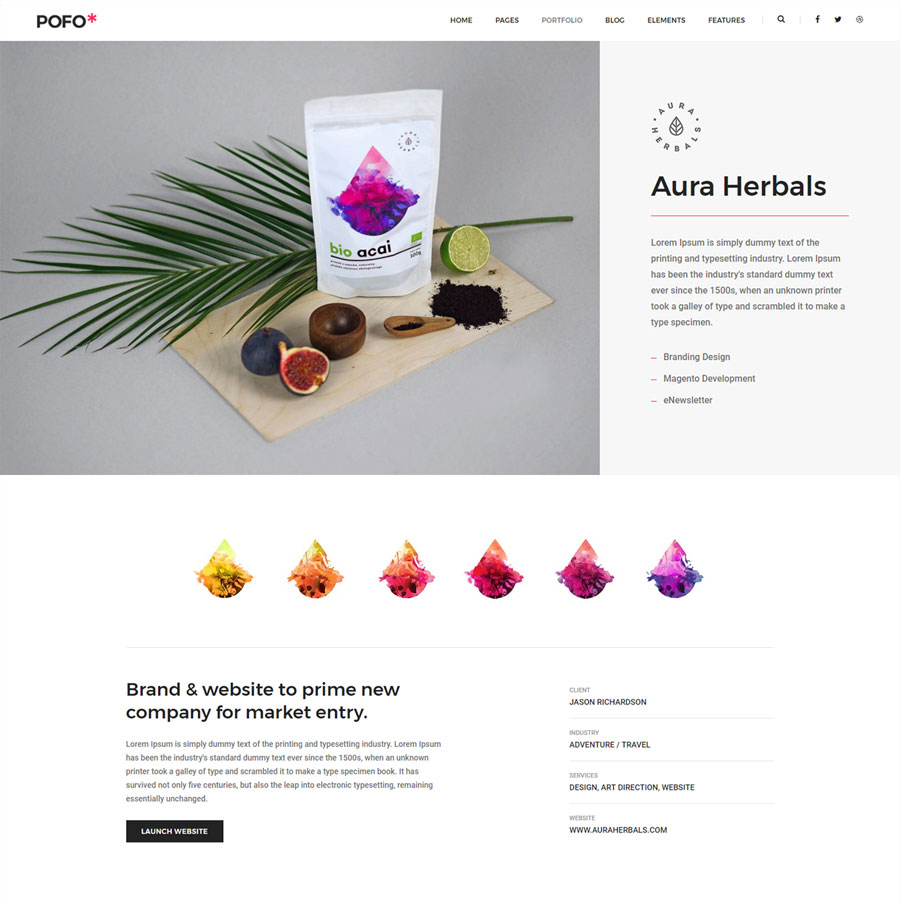 POFO*
HOME PAGES PORTFOLIO BLOG ELEMENTS FEATURES
AURA HERBALS
bio acai
100g
AURA
HERBALS
Aura Herbals
Lorem Ipsum is simply dummy text of the
printing and typesetting industry. Lorem Ipsum
has been the industry's standard dummy text
ever since the 1500s, when an unknown printer
took a galley of type and scrambled it to make a
type specimen.
– Branding Design
– Magento Development
– eNewsletter
Brand & website to prime new
company for market entry.
Lorem Ipsum is simply dummy text of the printing and typesetting industry. Lorem Ipsum
has been the industry's standard dummy text ever since the 1500s, when an unknown
printer took a galley of type and scrambled it to make a type specimen book. It has
survived not only five centuries, but also the leap into electronic typesetting, remaining
essentially unchanged.
LAUNCH WEBSITE
CLIENT
JASON RICHARDSON
INDUSTRY
ADVENTURE / TRAVEL
SERVICES
DESIGN, ART DIRECTION, WEBSITE
WEBSITE
WWW.AURAHERBALS.COM